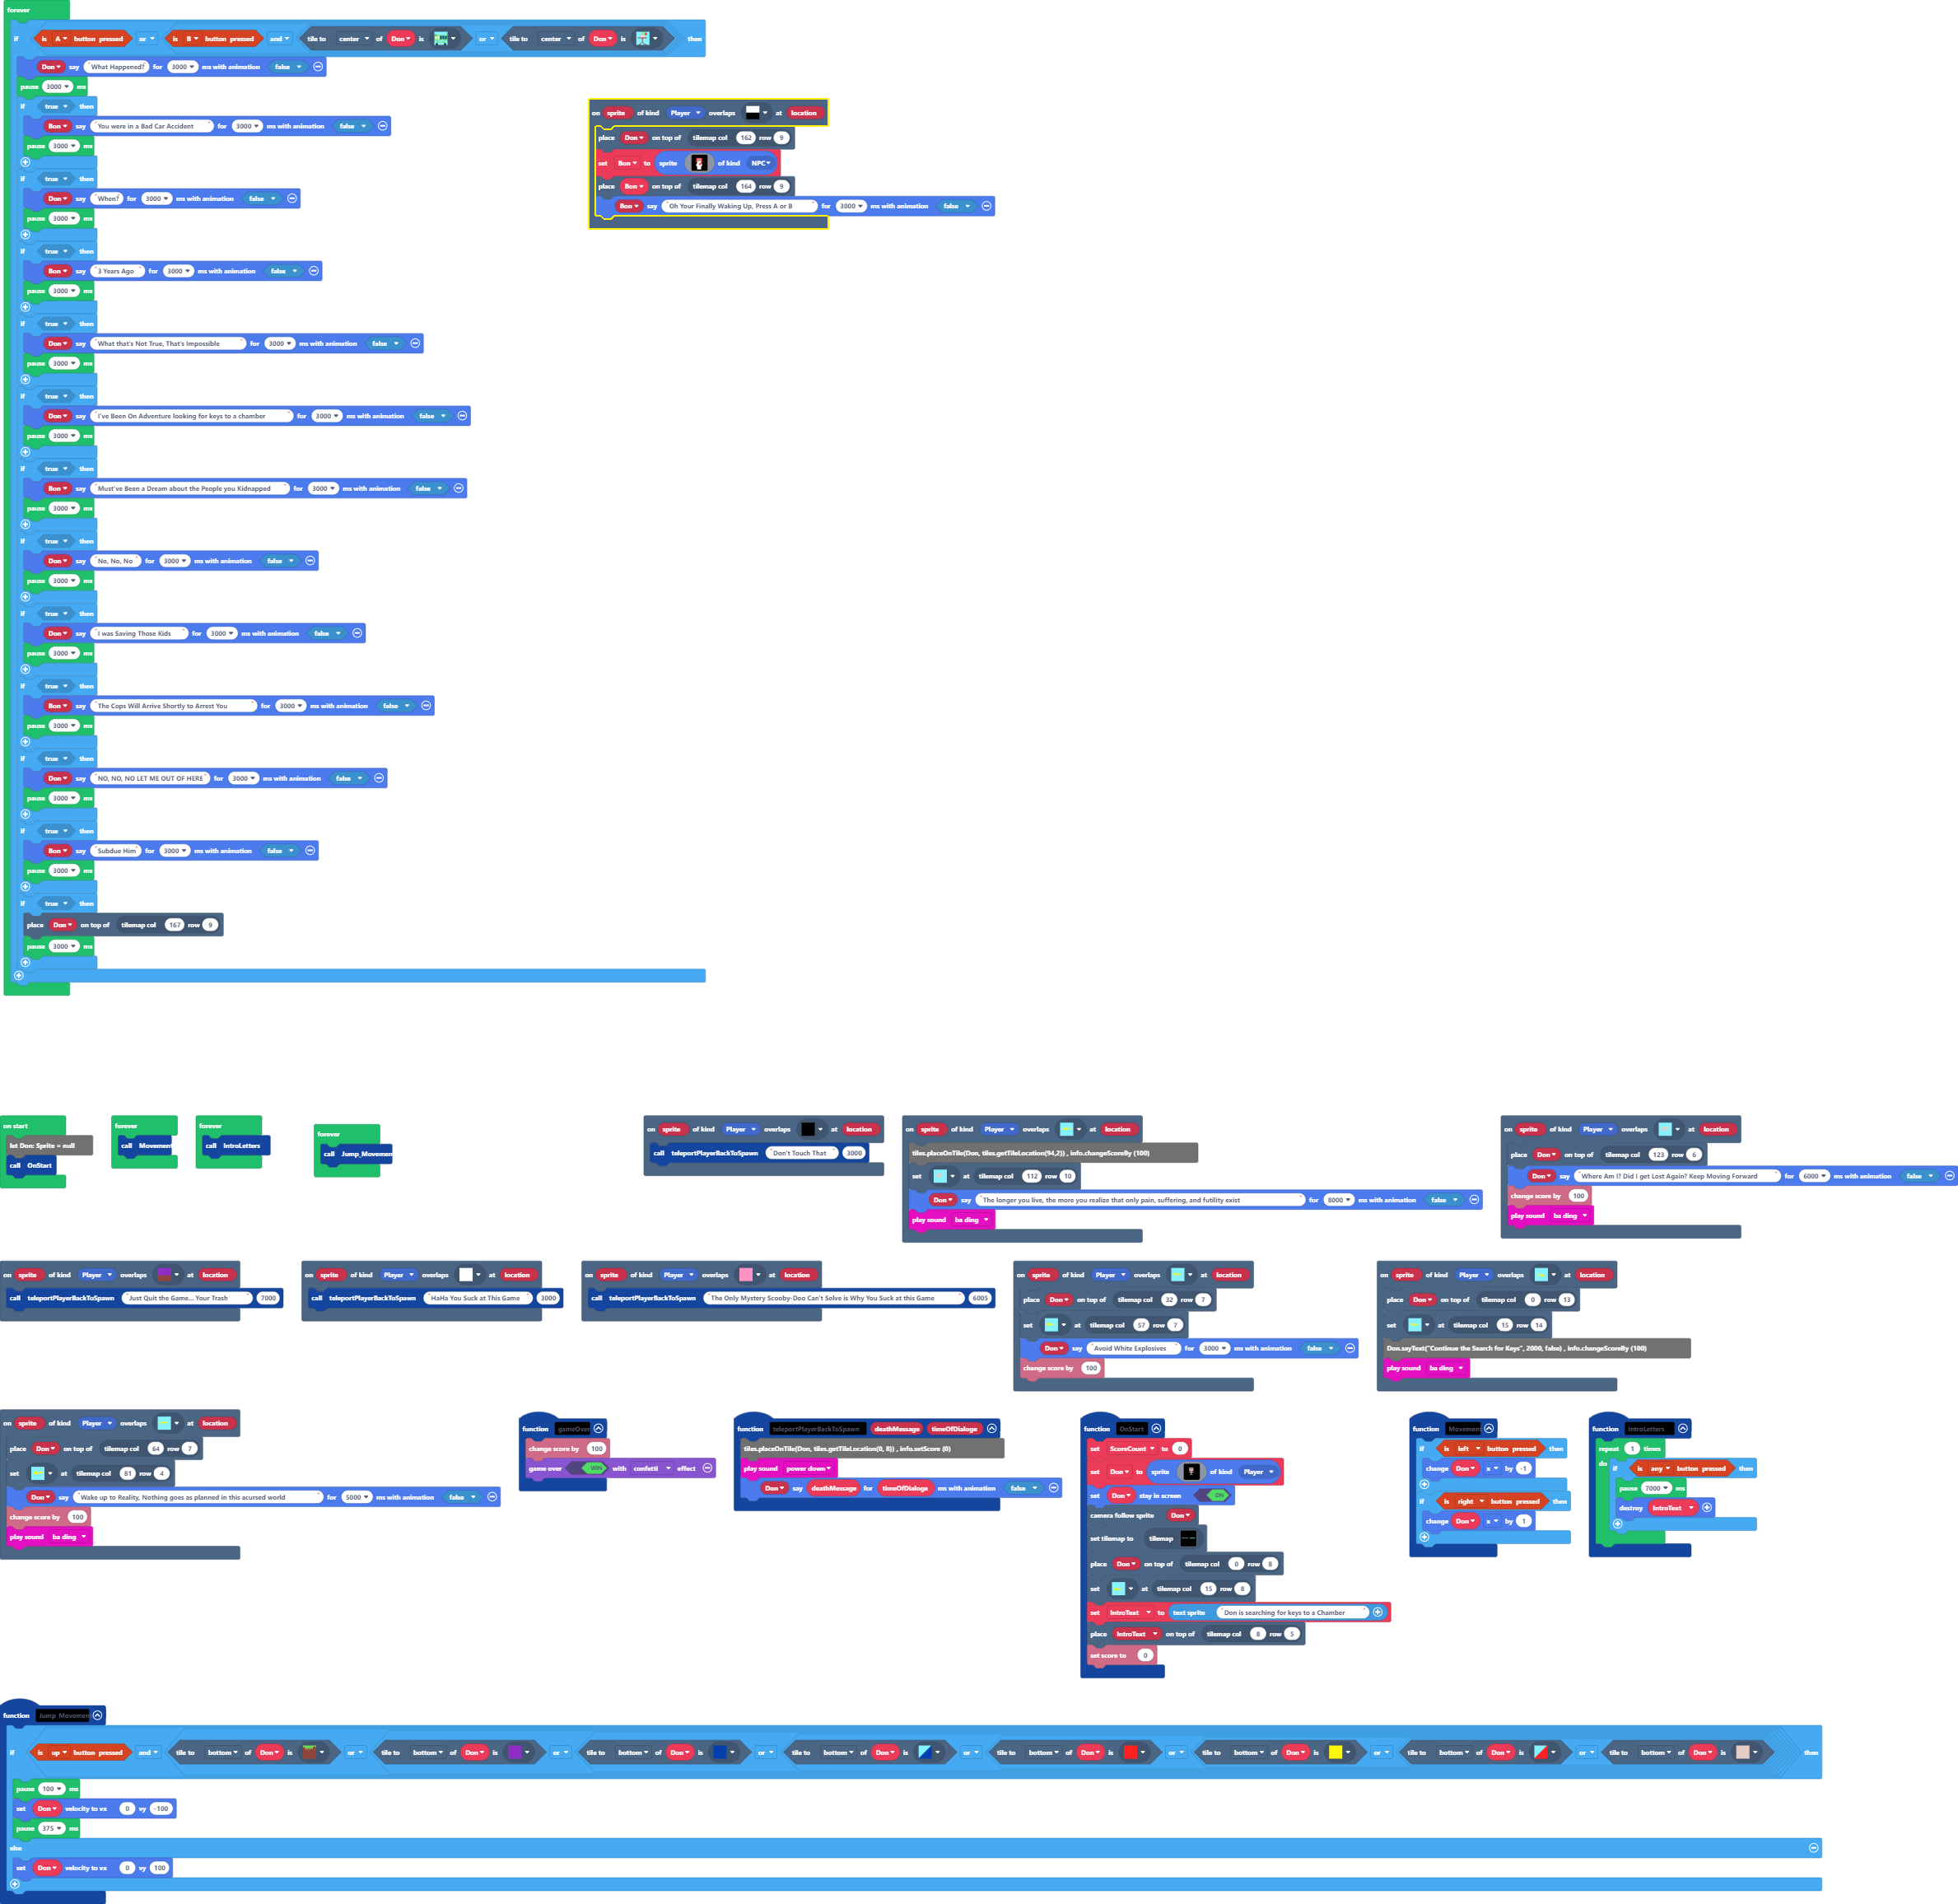 forever
if is A button pressed or is B button pressed and tile to center of Don is or tile to center of Don is then
Don say "What Happened?" for 3000 ms with animation false
pause 3000 ms
if true then
Bon say "You were in a Bad Car Accident" for 3000 ms with animation false
pause 3000 ms
if true then
Don say "When?" for 3000 ms with animation false
pause 3000 ms
if true then
Bon say "3 Years Ago" for 3000 ms with animation false
pause 3000 ms
if true then
Don say "What that's Not True, That's Impossible" for 3000 ms with animation false
pause 3000 ms
if true then
Don say "I've Been On Adventure looking for keys to a chamber" for 3000 ms with animation false
pause 3000 ms
if true then
Bon say "Must've Been a Dream about the People you Kidnapped" for 3000 ms with animation false
pause 3000 ms
if true then
Don say "No, No, No" for 3000 ms with animation false
pause 3000 ms
if true then
Don say "I was Saving Those Kids" for 3000 ms with animation false
pause 3000 ms
if true then
Bon say "The Cops Will Arrive Shortly to Arrest You" for 3000 ms with animation false
pause 3000 ms
if true then
Don say "NO, NO, NO LET ME OUT OF HERE" for 3000 ms with animation false
pause 3000 ms
if true then
Bon say "Subdue Him" for 3000 ms with animation false
pause 3000 ms
if true then
place Don on top of tilemap col 167 row 9
pause 3000 ms
on sprite of kind Player overlaps at location
place Don on top of tilemap col 162 row 9
set Bon to sprite of kind NPC
place Bon on top of tilemap col 164 row 9
Bon say "Oh Your Finally Waking Up, Press A or B" for 3000 ms with animation false
on start
let Don: Sprite = null
call OnStart
forever
call Movement
forever
call IntroLetters
forever
call Jump_Movemen
on sprite of kind Player overlaps at location
call teleportPlayerBackToSpawn "Don't Touch That" 3000
on sprite of kind Player overlaps at location
tiles.placeOnTile(Don, tiles.getTileLocation(94,2)) , info.changeScoreBy (100)
set at tilemap col 112 row 10
Don say "The longer you live, the more you realize that only pain, suffering, and futility exist" for 8000 ms with animation false
play sound ba ding
on sprite of kind Player overlaps at location
place Don on top of tilemap col 123 row 6
Don say "Where Am I? Did I get Lost Again? Keep Moving Forward" for 6000 ms with animation false
change score by 100
play sound ba ding
on sprite of kind Player overlaps at location
call teleportPlayerBackToSpawn "Just Quit the Game... Your Trash" 7000
on sprite of kind Player overlaps at location
call teleportPlayerBackToSpawn "HaHa You Suck at This Game" 3000
on sprite of kind Player overlaps at location
call teleportPlayerBackToSpawn "The Only Mystery Scooby-Doo Can't Solve is Why You Suck at this Game" 6005
on sprite of kind Player overlaps at location
place Don on top of tilemap col 32 row 7
set at tilemap col 57 row 7
Don say "Avoid White Explosives" for 3000 ms with animation false
change score by 100
on sprite of kind Player overlaps at location
place Don on top of tilemap col 0 row 13
set at tilemap col 15 row 14
Don.sayText("Continue the Search for Keys", 2000, false) , info.changeScoreBy (100)
play sound ba ding
on sprite of kind Player overlaps at location
place Don on top of tilemap col 64 row 7
set at tilemap col 81 row 4
Don say "Wake up to Reality, Nothing goes as planned in this acursed world" for 5000 ms with animation false
change score by 100
play sound ba ding
function gameOver
change score by 100
game over WIN with confetti effect
function teleportPlayerBackToSpawn deathMessage timeOfDialoge
tiles.placeOnTile(Don, tiles.getTileLocation(0, 8)) , info.setScore (0)
play sound power down
Don say deathMessage for timeOfDialoge ms with animation false
function OnStart
set ScoreCount to 0
set Don to sprite of kind Player
set Don stay in screen ON
camera follow sprite Don
set tilemap to tilemap
place Don on top of tilemap col 0 row 8
set at tilemap col 15 row 8
set IntroText to text sprite "Don is searching for keys to a Chamber"
place IntroText on top of tilemap col 8 row 5
set score to 0
function Movement
if is left button pressed then
change Don x by -1
if is right button pressed then
change Don x by 1
function IntroLetters
repeat 1 times
do if is any button pressed then
pause 7000 ms
destroy IntroText
function Jump_Movemen
if is up button pressed and tile to bottom of Don is or tile to bottom of Don is or tile to bottom of Don is or tile to bottom of Don is or tile to bottom of Don is or tile to bottom of Don is or tile to bottom of Don is or tile to bottom of Don is then
pause 100 ms
set Don velocity to vx 0 vy -100
pause 375 ms
else
set Don velocity to vx 0 vy 100